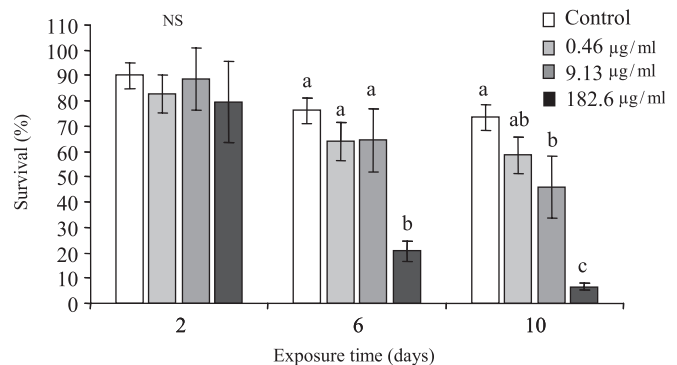 NS
Control
0.46 µg/ml
9.13 µg/ml
182.6 µg/ml
110
100
90
80
70
60
50
40
30
20
10
0
Survival (%)
a
a
a
b
a
ab
b
c
2
6
10
Exposure time (days)